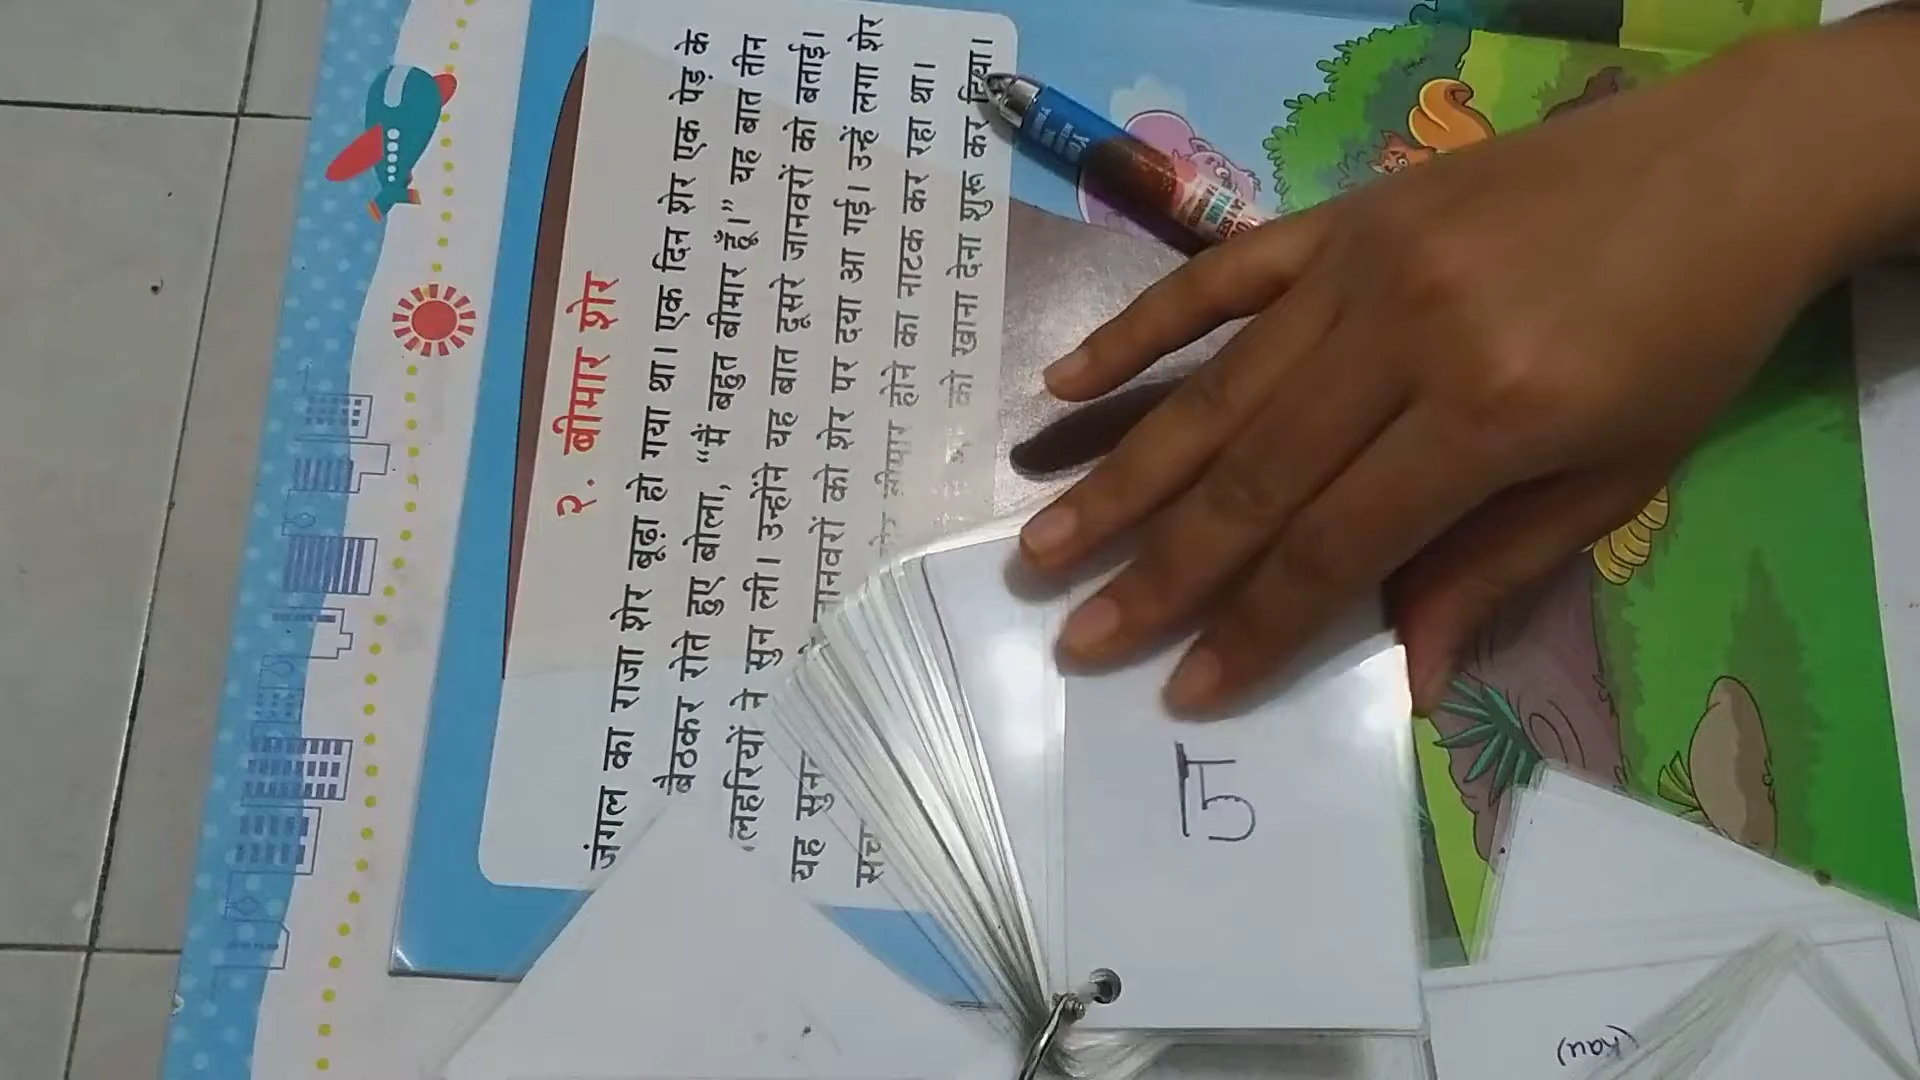 २. बीमार शेर
जंगल का राजा शेर बूढ़ा हो गया था। एक दिन शेर एक पेड़ के
बैठकर रोते हुए बोला, “मैं बहुत बीमार हूँ।” यह बात तीन
लहरियों ने सुन ली। उन्होंने यह बात दूसरे जानवरों को बताई।
यह सुन जानवरों को शेर पर दया आ गई। उन्हें लगा शेर
सच बीमार होने का नाटक कर रहा था।
को खाना देना शुरू कर दिया।
ज
(kau)